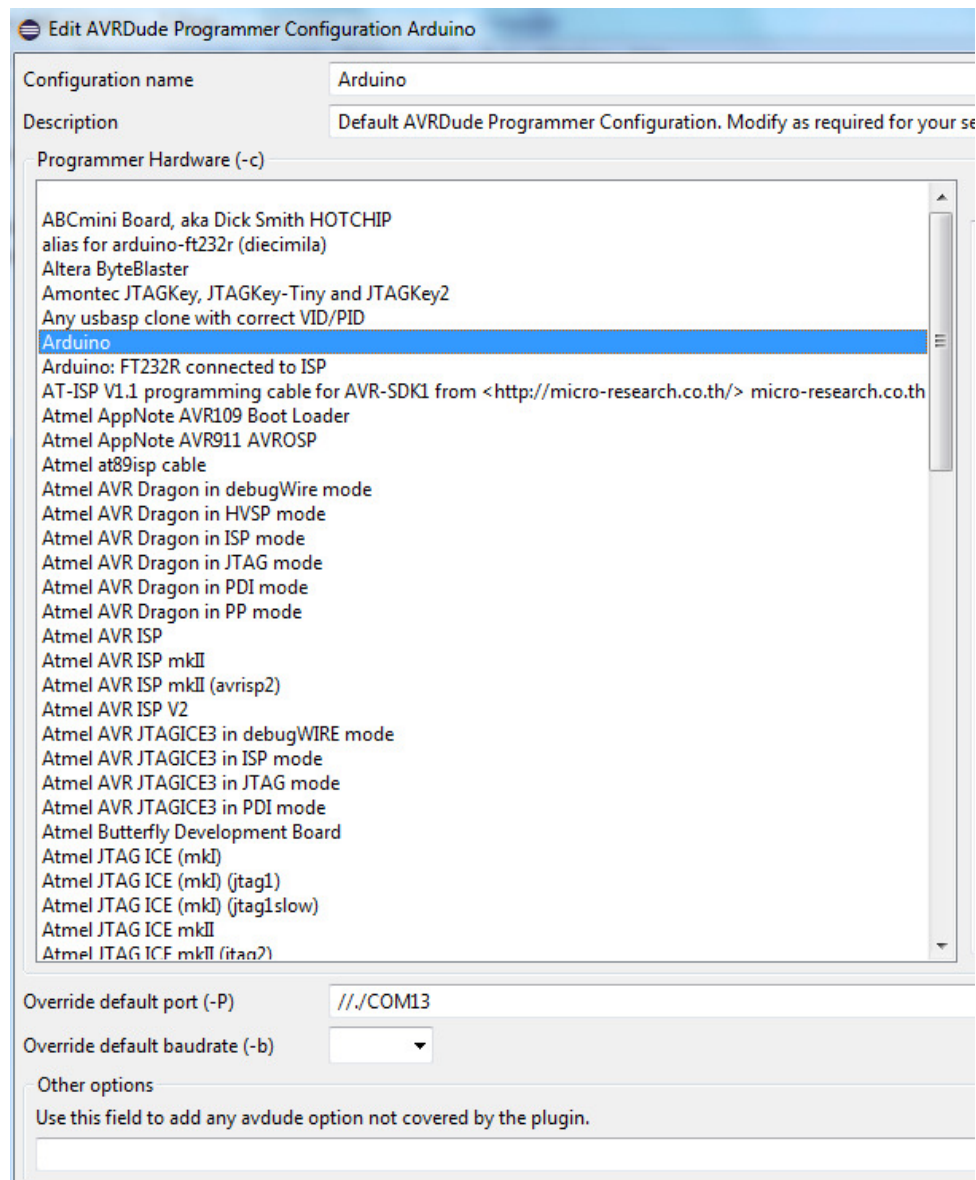 Edit AVRDude Programmer Configuration Arduino
Configuration name Arduino
Description Default AVRDude Programmer Configuration. Modify as required for your se
Programmer Hardware (-c)
ABCmini Board, aka Dick Smith HOTCHIP
alias for arduino-ft232r (diecimila)
Altera ByteBlaster
Amontec JTAGKey, JTAGKey-Tiny and JTAGKey2
Any usbasp clone with correct VID/PID
Arduino
Arduino: FT232R connected to ISP
AT-ISP V1.1 programming cable for AVR-SDK1 from <http://micro-research.co.th/> micro-research.co.th
Atmel AppNote AVR109 Boot Loader
Atmel AppNote AVR911 AVROSP
Atmel at89isp cable
Atmel AVR Dragon in debugWire mode
Atmel AVR Dragon in HVSP mode
Atmel AVR Dragon in ISP mode
Atmel AVR Dragon in JTAG mode
Atmel AVR Dragon in PDI mode
Atmel AVR Dragon in PP mode
Atmel AVR ISP
Atmel AVR ISP mkII
Atmel AVR ISP mkII (avrisp2)
Atmel AVR ISP V2
Atmel AVR JTAGICE3 in debugWIRE mode
Atmel AVR JTAGICE3 in ISP mode
Atmel AVR JTAGICE3 in JTAG mode
Atmel AVR JTAGICE3 in PDI mode
Atmel Butterfly Development Board
Atmel JTAG ICE (mkI)
Atmel JTAG ICE (mkI) (jtag1)
Atmel JTAG ICE (mkI) (jtag1slow)
Atmel JTAG ICE mkII
Atmel JTAG ICE mkII (jtag2)
Override default port (-P) //./COM13
Override default baudrate (-b)
Other options
Use this field to add any avdude option not covered by the plugin.